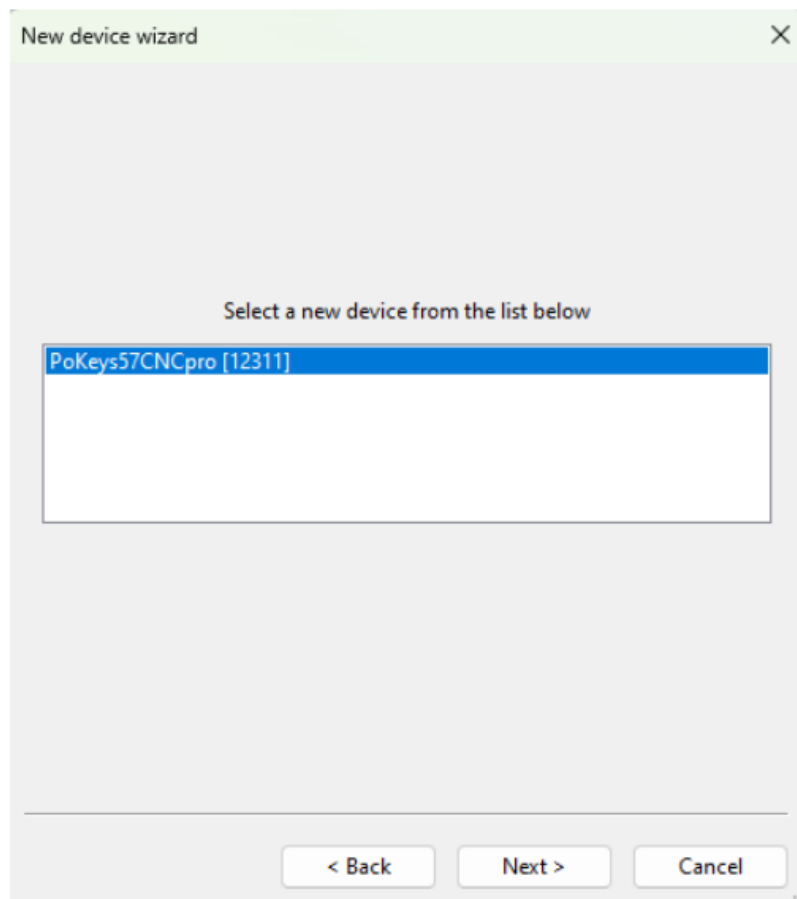 New device wizard
Select a new device from the list below
PoKeys57CNCpro [12311]
< Back Next > Cancel